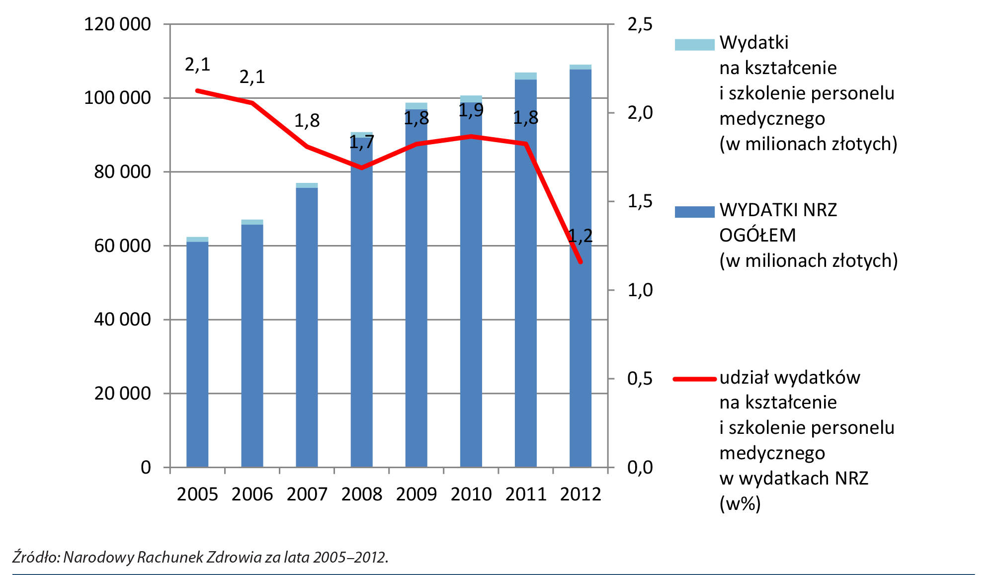 120 000
100 000
80 000
60 000
40 000
20 000
0
2,5
2,0
1,5
1,0
0,5
0,0
2,1
2,1
1,8
1,7
1,8
1,9
1,8
1,2
2005 2006 2007 2008 2009 2010 2011 2012
Wydatki
na kształcenie
i szkolenie personelu
medycznego
(w milionach złotych)
WYDATKI NRZ
OGÓŁEM
(w milionach złotych)
udział wydatków
na kształcenie
i szkolenie personelu
medycznego
w wydatkach NRZ
(w%)
Źródło: Narodowy Rachunek Zdrowia za lata 2005–2012.